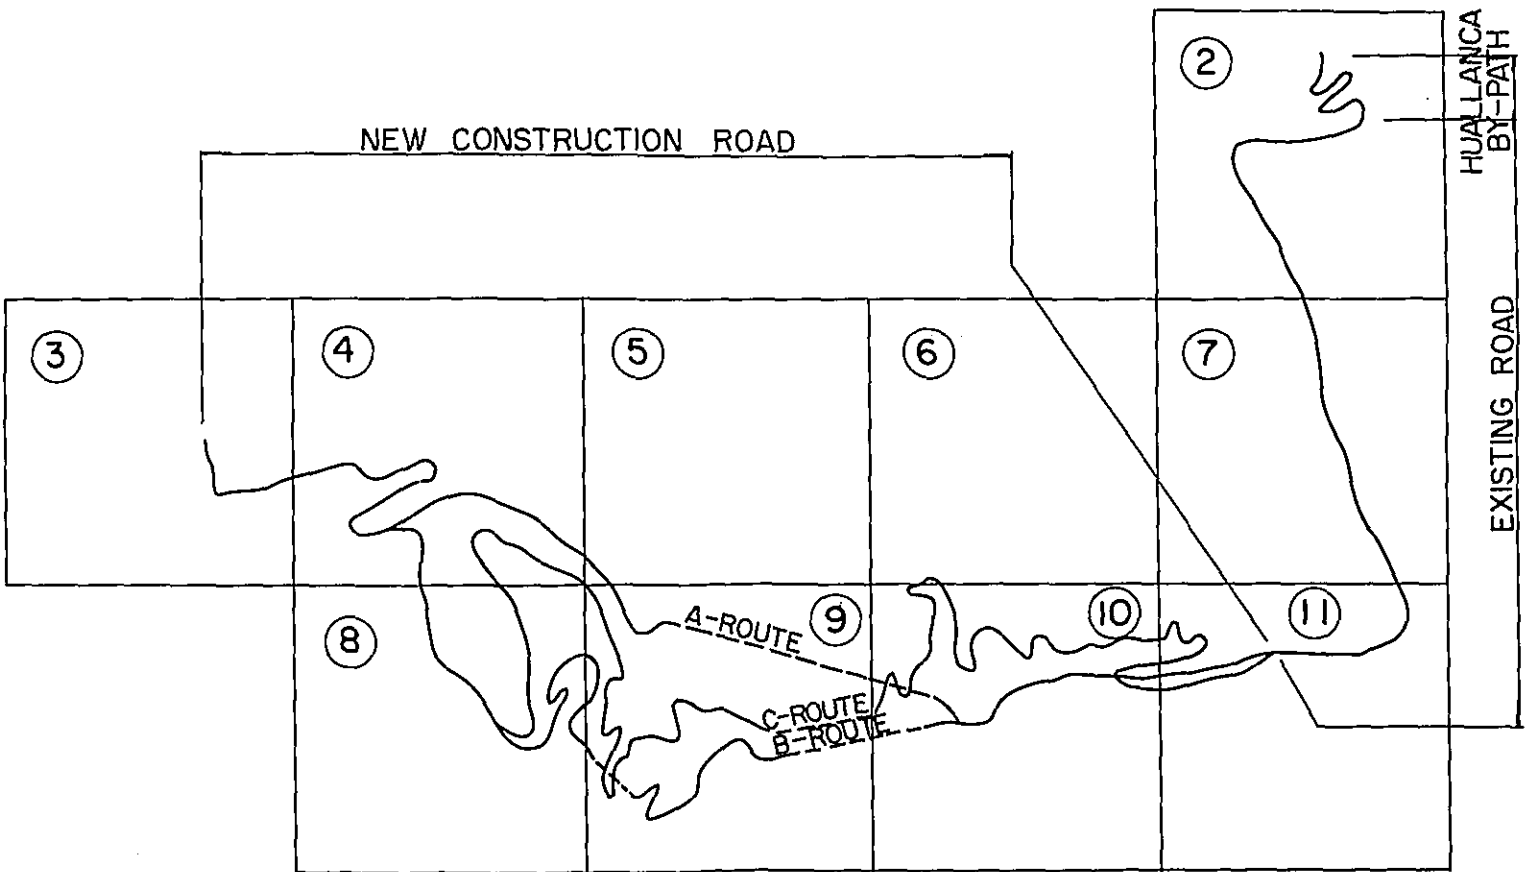 ②
HUALLANCA
BY-PATH
NEW CONSTRUCTION ROAD
③
④
⑤
⑥
⑦
EXISTING ROAD
⑧
A-ROUTE
⑨
⑩
⑪
C-ROUTE
B-ROUTE